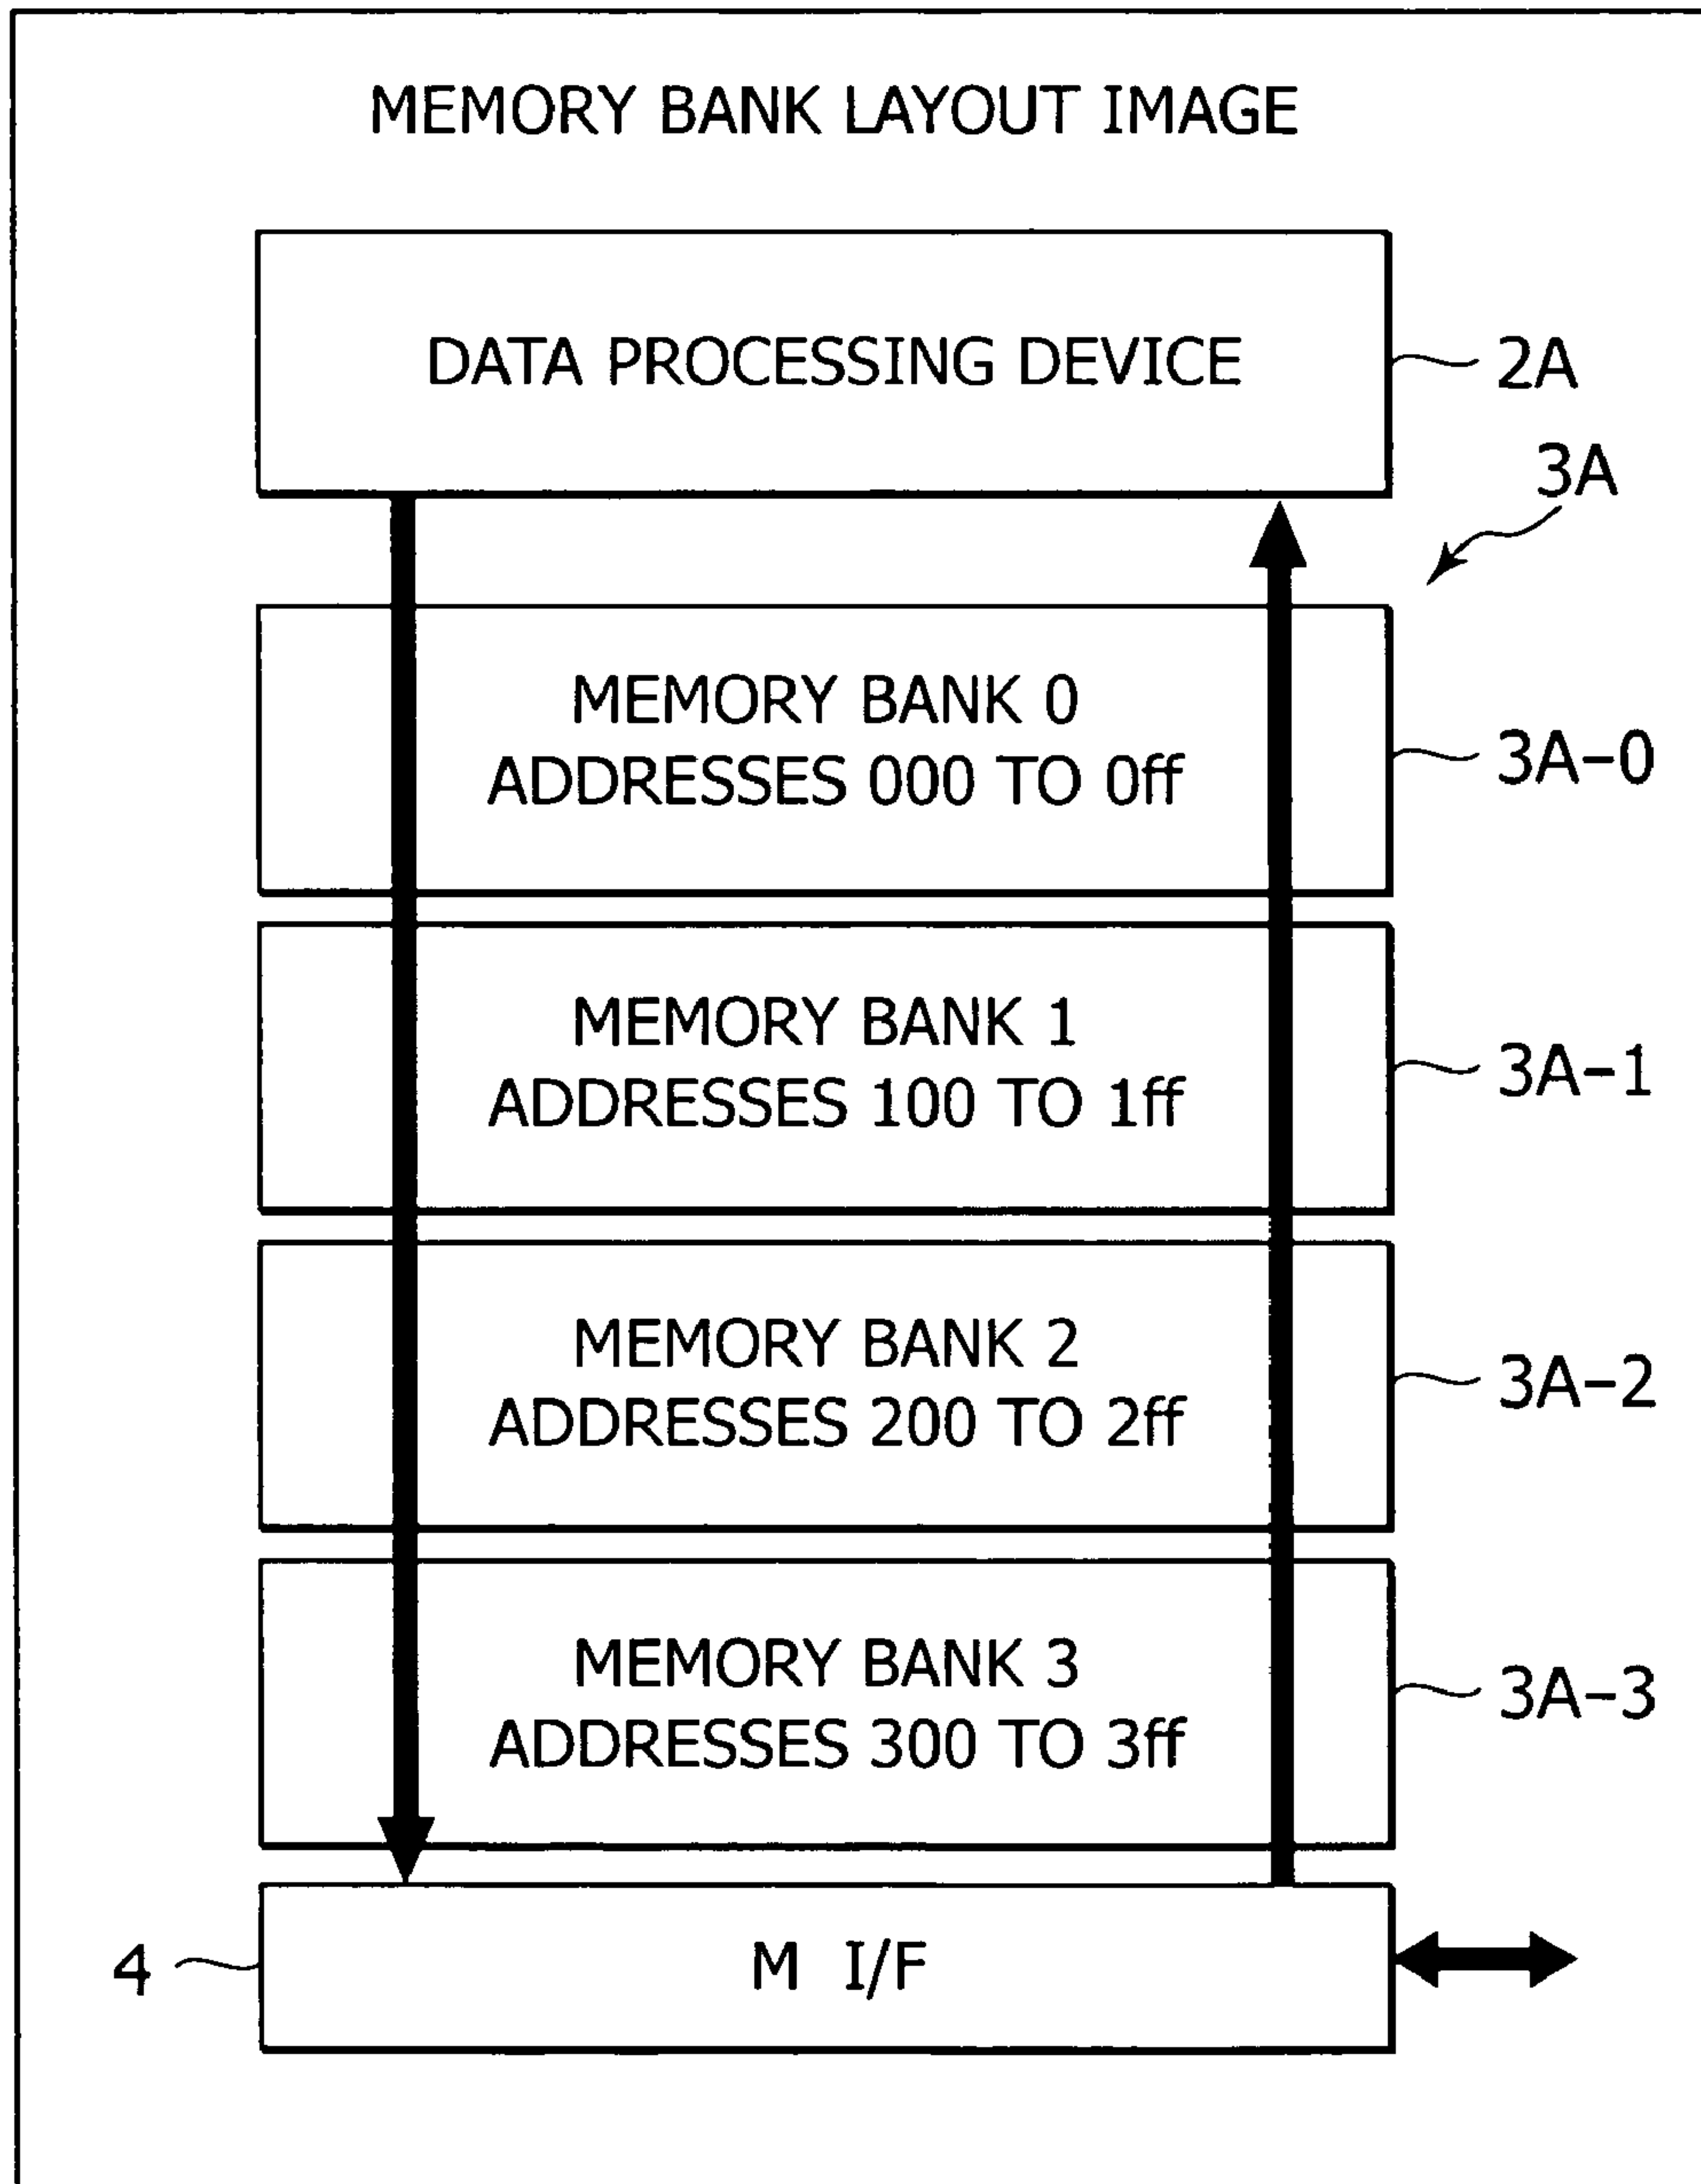 MEMORY BANK LAYOUT IMAGE
DATA PROCESSING DEVICE
2A
3A
MEMORY BANK 0
ADDRESSES 000 TO 0ff
3A-0
MEMORY BANK 1
ADDRESSES 100 TO 1ff
3A-1
MEMORY BANK 2
ADDRESSES 200 TO 2ff
3A-2
MEMORY BANK 3
ADDRESSES 300 TO 3ff
3A-3
4
M I/F